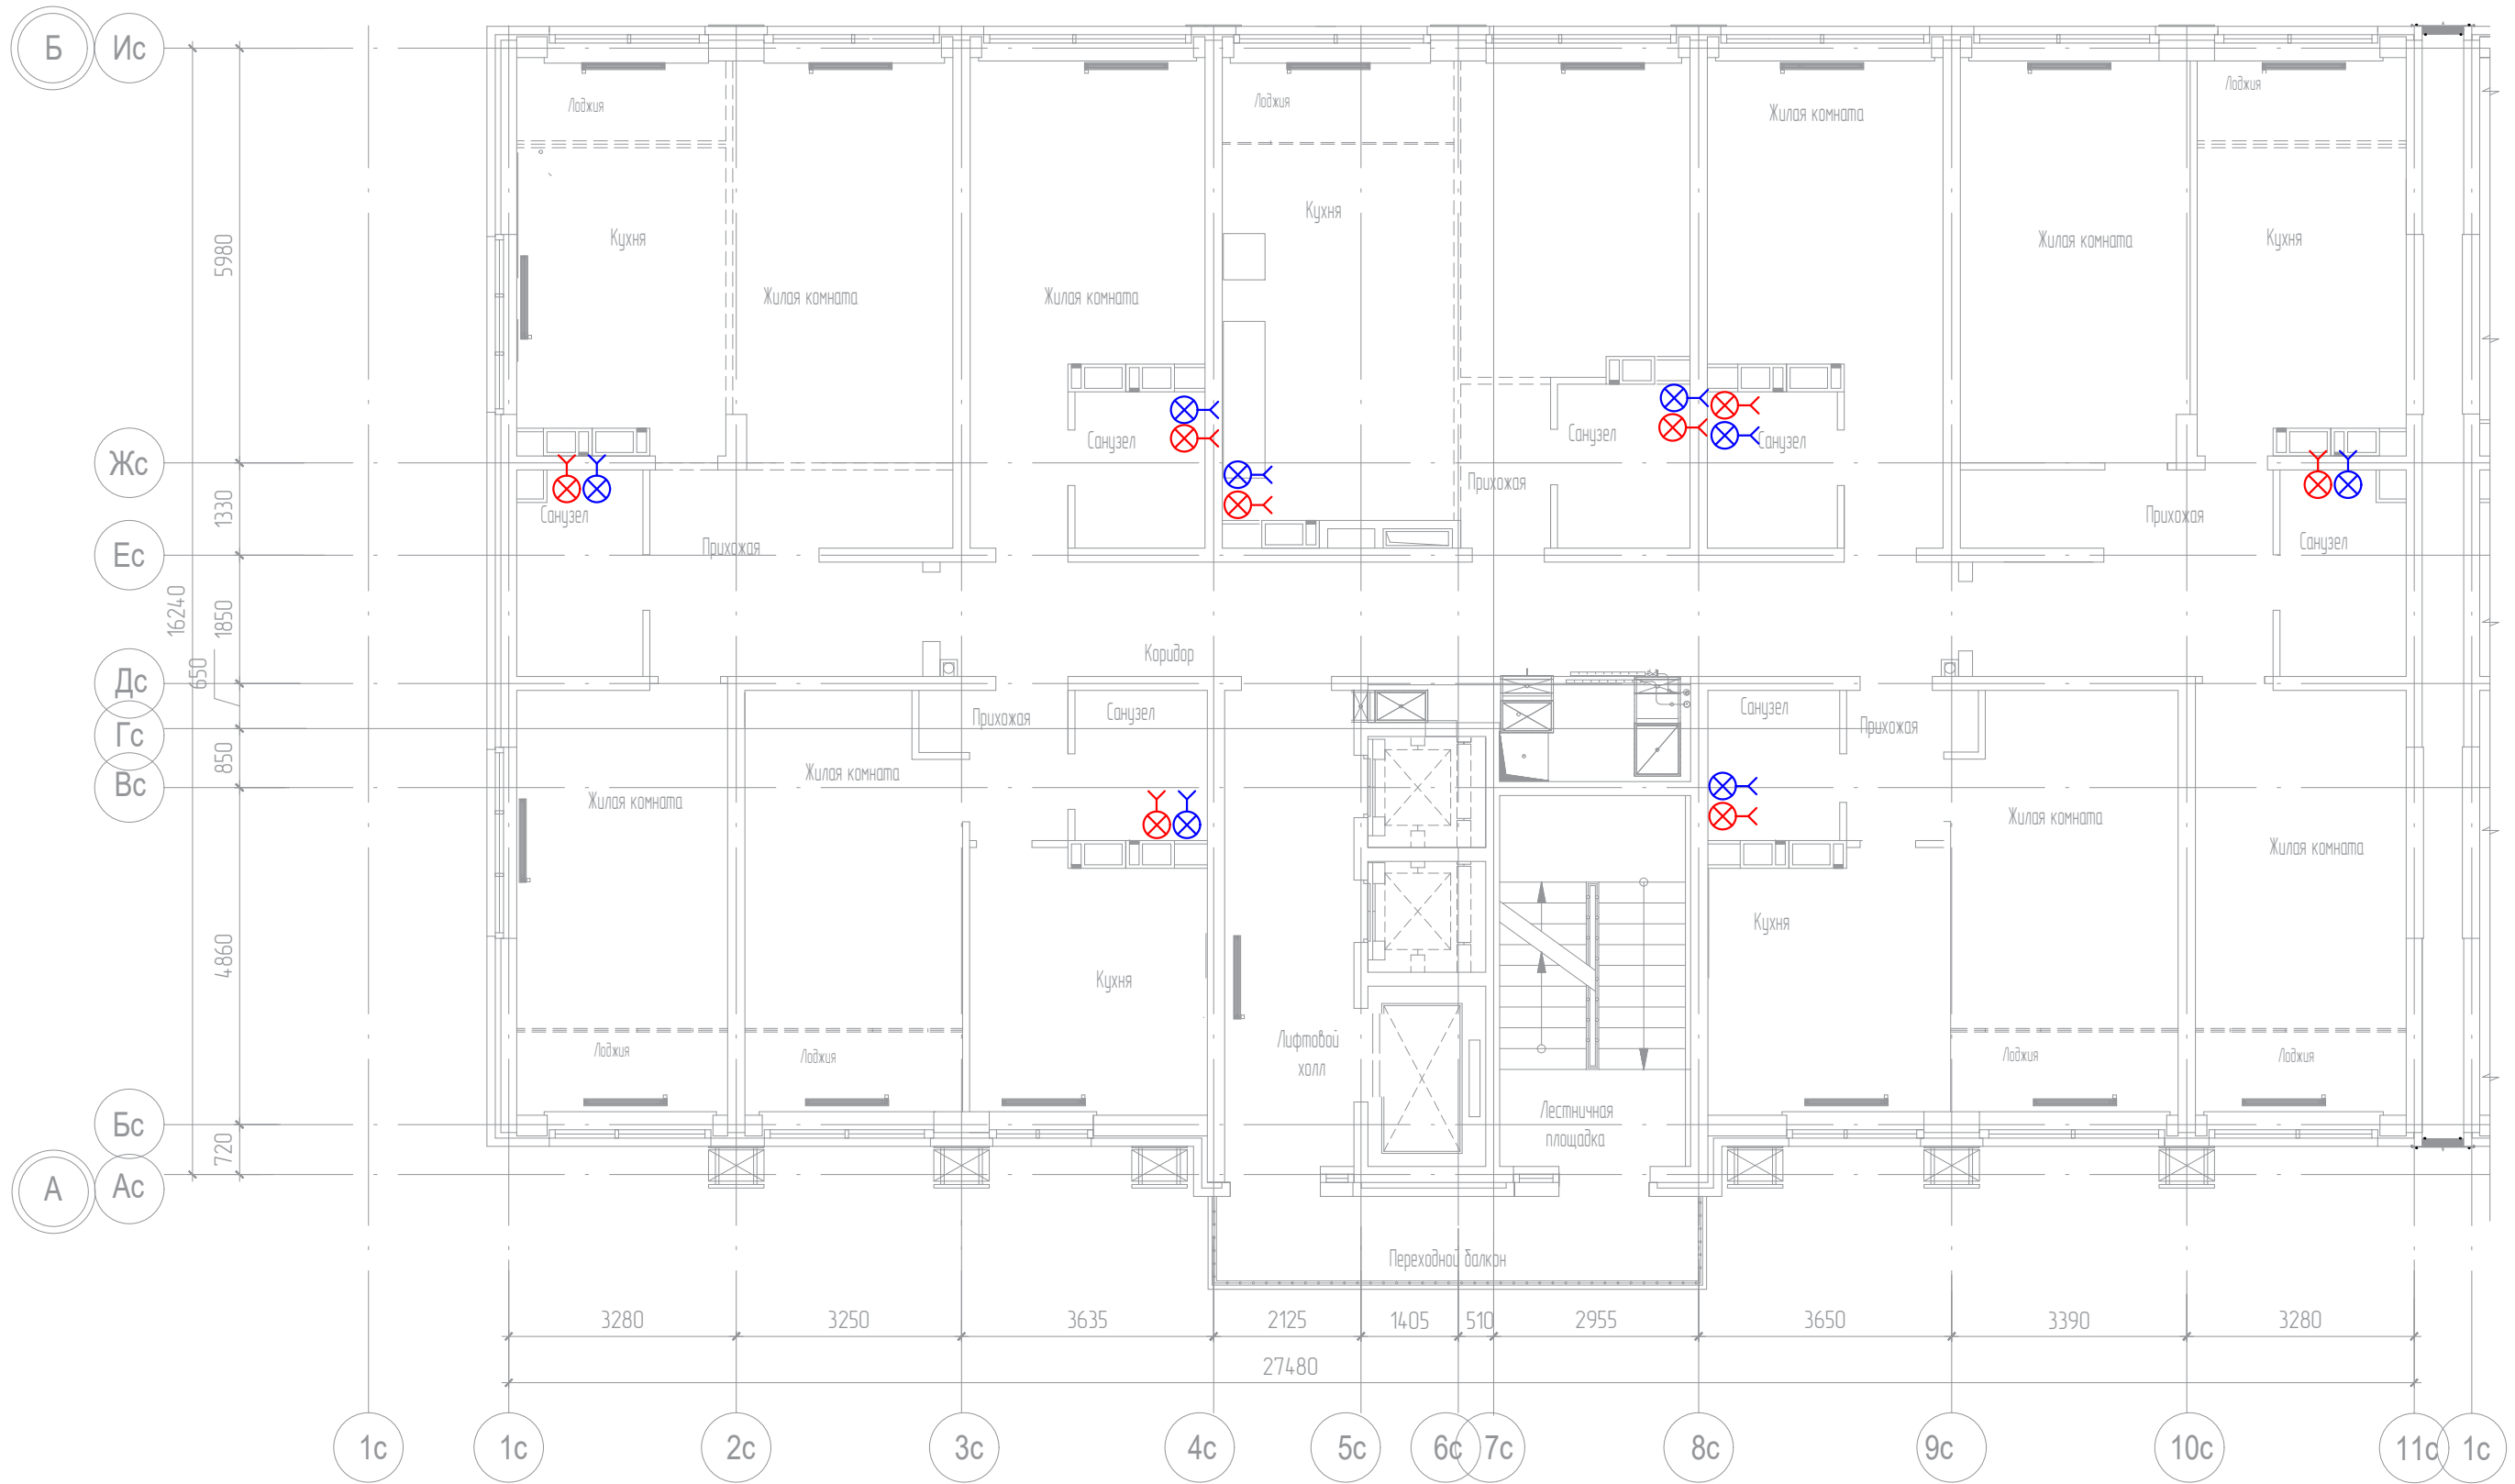 Б
Ис
Лоджия
Лоджия
Лоджия
Жилая комната
Кухня
Кухня
Жилая комната
Кухня
5980
Жилая комната
Жилая комната
Жс
Санузел
Санузел
Санузел
Прихожая
1330
Санузел
Прихожая
Прихожая
Санузел
Ес
16240
1850
Коридор
650
Дс
Прихожая
Санузел
Санузел
Прихожая
Гс
850
Вс
Жилая комната
Жилая комната
Жилая комната
Жилая комната
4860
Кухня
Кухня
Лоджия
Лоджия
Лифтовой
холл
Лоджия
Лоджия
Бс
Лестничная
площадка
720
А
Ас
Переходной балкон
3280
3250
3635
2125
1405
510
2955
3650
3390
3280
27480
1с
1с
2с
3с
4с
5с
6с
7с
8с
9с
10с
11с
1с